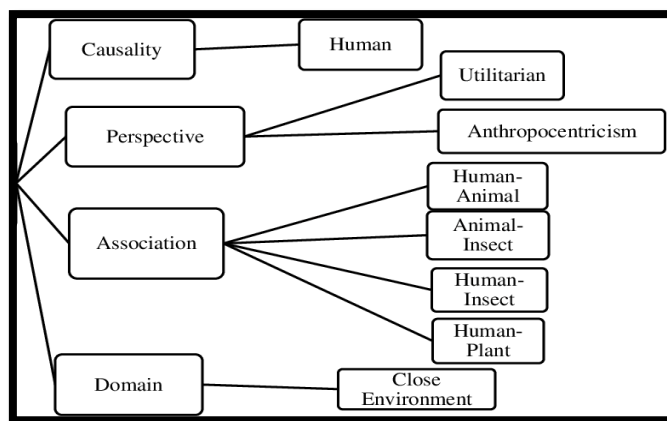 Causality
Human
Perspective
Utilitarian
Anthropocentricism
Association
Human-
Animal
Animal-
Insect
Human-
Insect
Human-
Plant
Domain
Close
Environment